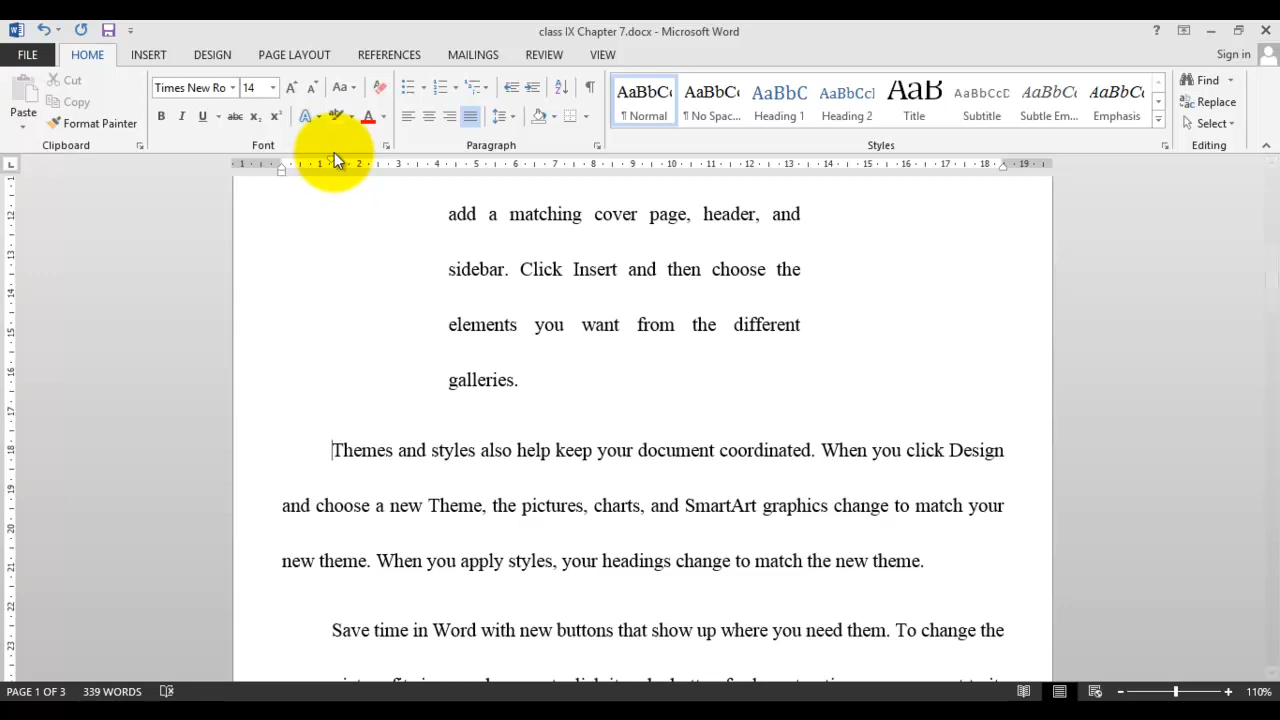 class IX Chapter 7.docx - Microsoft Word
FILE HOME INSERT DESIGN PAGE LAYOUT REFERENCES MAILINGS REVIEW VIEW Sign in
Paste
Cut
Copy
Format Painter
Clipboard
Times New Ro 14
Font
Paragraph
AaBbCc AaBbCc AaBbC AaBbCcI AaB AaBbCcD AaBbCc AaBbCc
¶ Normal ¶ No Spac... Heading 1 Heading 2 Title Subtitle Subtle Em... Emphasis
Styles
Find
Replace
Select
Editing
add a matching cover page, header, and
sidebar. Click Insert and then choose the
elements you want from the different
galleries.
Themes and styles also help keep your document coordinated. When you click Design
and choose a new Theme, the pictures, charts, and SmartArt graphics change to match your
new theme. When you apply styles, your headings change to match the new theme.
Save time in Word with new buttons that show up where you need them. To change the
PAGE 1 OF 3 339 WORDS 110%